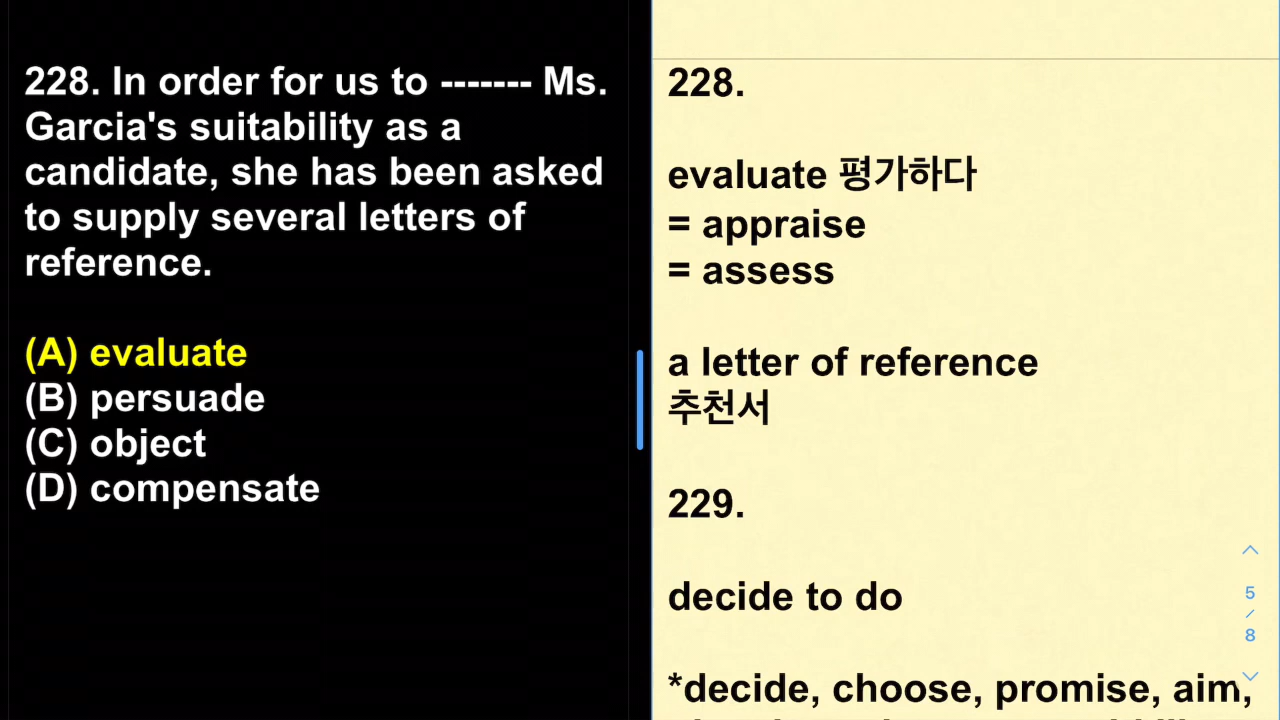 228. In order for us to ------- Ms.
Garcia's suitability as a
candidate, she has been asked
to supply several letters of
reference.
(A) evaluate
(B) persuade
(C) object
(D) compensate
228.
evaluate 평가하다
= appraise
= assess
a letter of reference
추천서
229.
decide to do
*decide, choose, promise, aim,
5
/
8